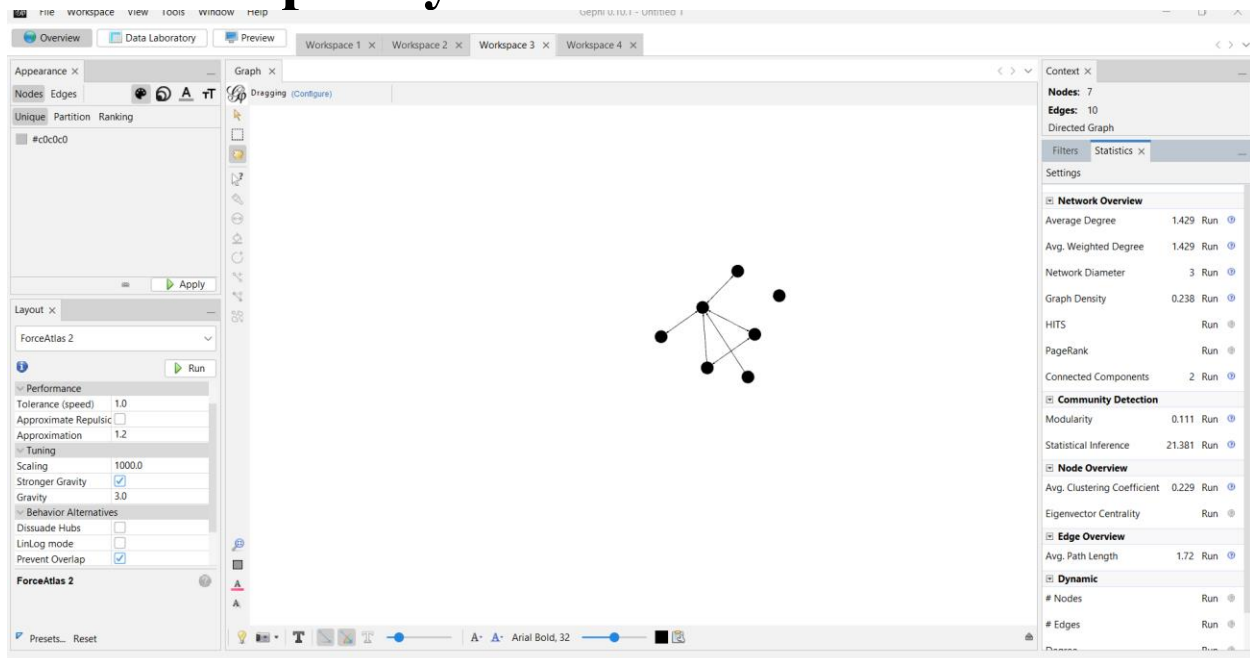 File Workspace View Tools Window Help
Gephi 0.10.1 - Untitled 1
Overview Data Laboratory Preview
Workspace 1 × Workspace 2 × Workspace 3 × Workspace 4 ×
Appearance ×
Nodes Edges
Unique Partition Ranking
#c0c0c0
Apply
Layout ×
ForceAtlas 2
Run
Performance
Tolerance (speed) 1.0
Approximate Repulsic
Approximation 1.2
Tuning
Scaling 1000.0
Stronger Gravity
Gravity 3.0
Behavior Alternatives
Dissuade Hubs
LinLog mode
Prevent Overlap
ForceAtlas 2
Presets... Reset
Graph ×
Dragging (Configure)
A- A- Arial Bold, 32
Context ×
Nodes: 7
Edges: 10
Directed Graph
Filters Statistics ×
Settings
Network Overview
Average Degree 1.429 Run
Avg. Weighted Degree 1.429 Run
Network Diameter 3 Run
Graph Density 0.238 Run
HITS Run
PageRank Run
Connected Components 2 Run
Community Detection
Modularity 0.111 Run
Statistical Inference 21.381 Run
Node Overview
Avg. Clustering Coefficient 0.229 Run
Eigenvector Centrality Run
Edge Overview
Avg. Path Length 1.72 Run
Dynamic
# Nodes Run
# Edges Run